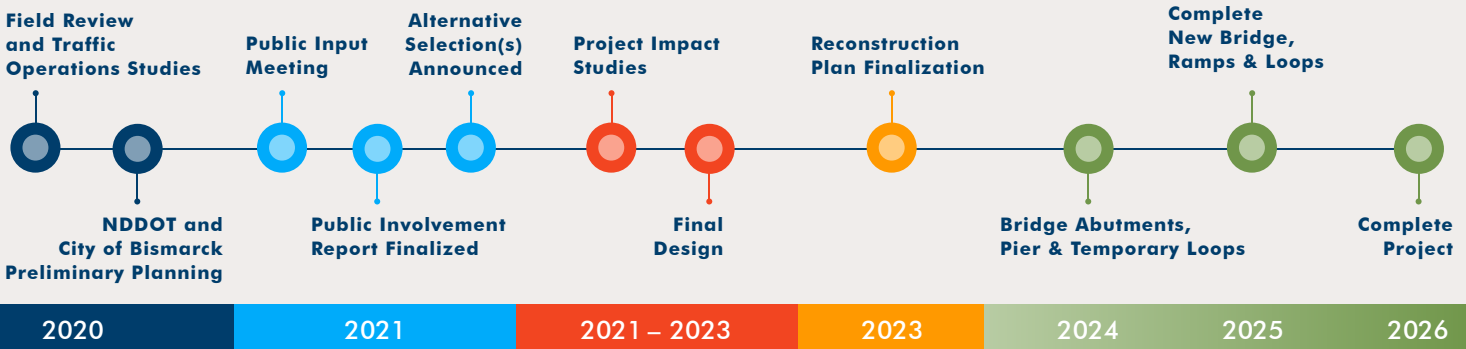 Field Review
and Traffic
Operations Studies
NDDOT and
City of Bismarck
Preliminary Planning
Public Input
Meeting
Public Involvement
Report Finalized
Alternative
Selection(s)
Announced
Project Impact
Studies
Final
Design
Reconstruction
Plan Finalization
Bridge Abutments,
Pier & Temporary Loops
Complete
New Bridge,
Ramps & Loops
Complete
Project
2020
2021
2021 – 2023
2023
2024
2025
2026